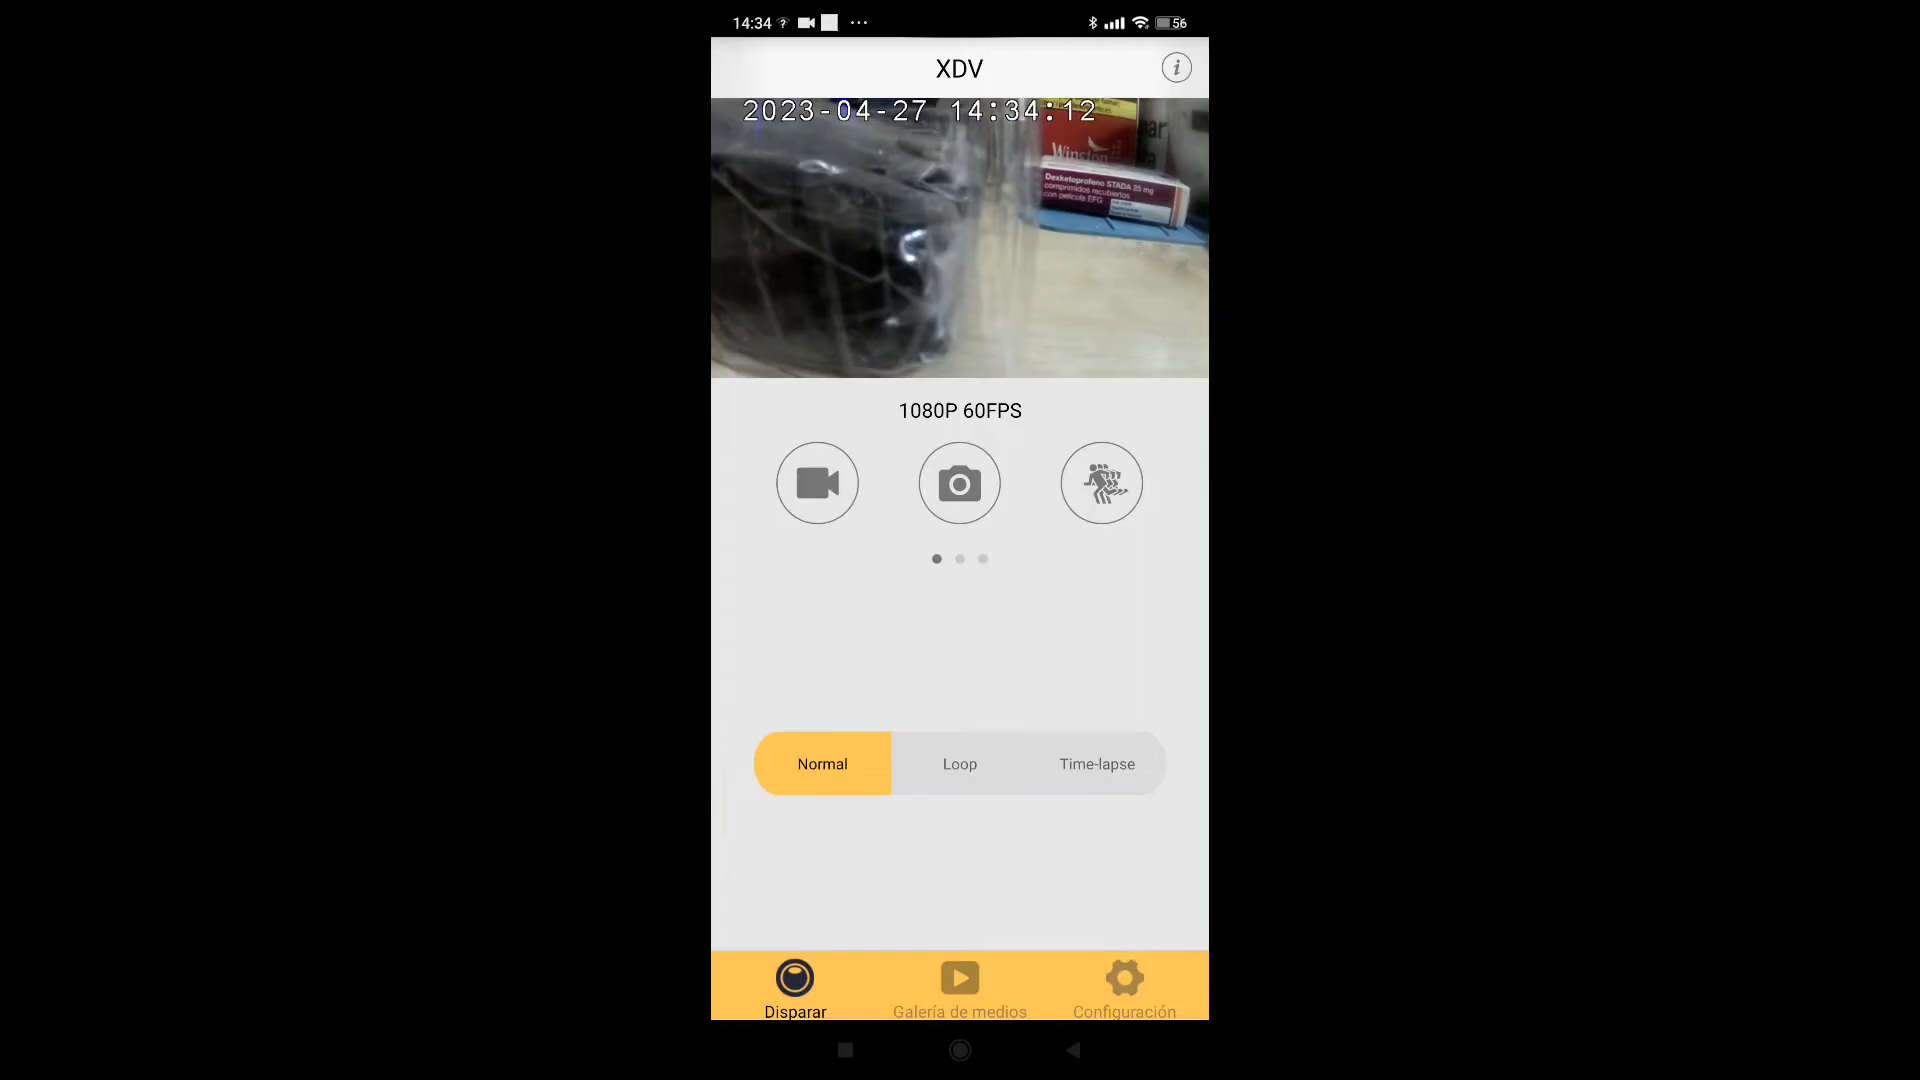 14:34
56
XDV
2023-04-27 14:34:12
Winston
Dexketoprofeno STADA 25 mg
comprimidos recubiertos
con película EFG
1080P 60FPS
Normal
Loop
Time-lapse
Disparar
Galería de medios
Configuración